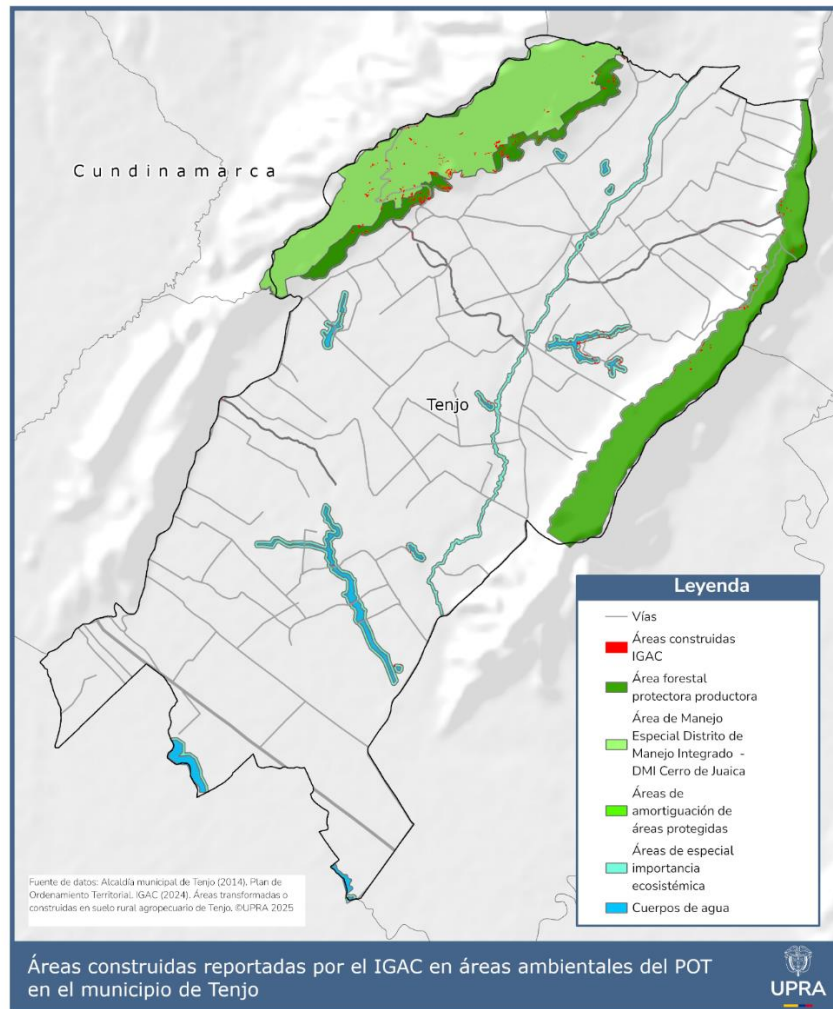 Cundinamarca
Tenjo
Leyenda
Vías
Áreas construidas
IGAC
Área forestal
protectora productora
Área de Manejo
Especial Distrito de
Manejo Integrado -
DMI Cerro de Juaica
Áreas de
amortiguación de
áreas protegidas
Áreas de especial
importancia
ecosistémica
Cuerpos de agua
Fuente de datos: Alcaldía municipal de Tenjo (2014). Plan de
Ordenamiento Territorial. IGAC (2024). Áreas transformadas o
construidas en suelo rural agropecuario de Tenjo. ©UPRA 2025
Áreas construidas reportadas por el IGAC en áreas ambientales del POT
en el municipio de Tenjo
UPRA